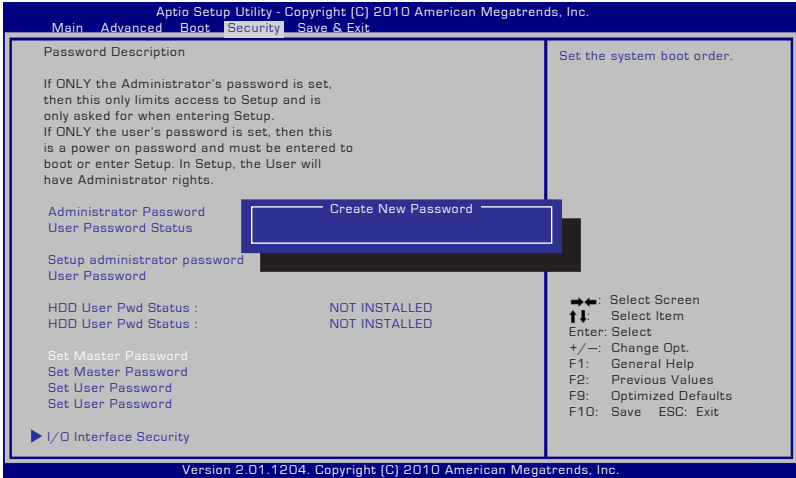 Aptio Setup Utility - Copyright (C) 2010 American Megatrends, Inc.
Main Advanced Boot Security Save & Exit
Password Description
If ONLY the Administrator's password is set,
then this only limits access to Setup and is
only asked for when entering Setup.
If ONLY the user's password is set, then this
is a power on password and must be entered to
boot or enter Setup. In Setup, the User will
have Administrator rights.
Administrator Password
User Password Status
Setup administrator password
User Password
HDD User Pwd Status : NOT INSTALLED
HDD User Pwd Status : NOT INSTALLED
Set Master Password
Set Master Password
Set User Password
Set User Password
I/O Interface Security
Create New Password
Set the system boot order.
→←: Select Screen
↑↓: Select Item
Enter: Select
+/—: Change Opt.
F1: General Help
F2: Previous Values
F9: Optimized Defaults
F10: Save ESC: Exit
Version 2.01.1204. Copyright (C) 2010 American Megatrends, Inc.